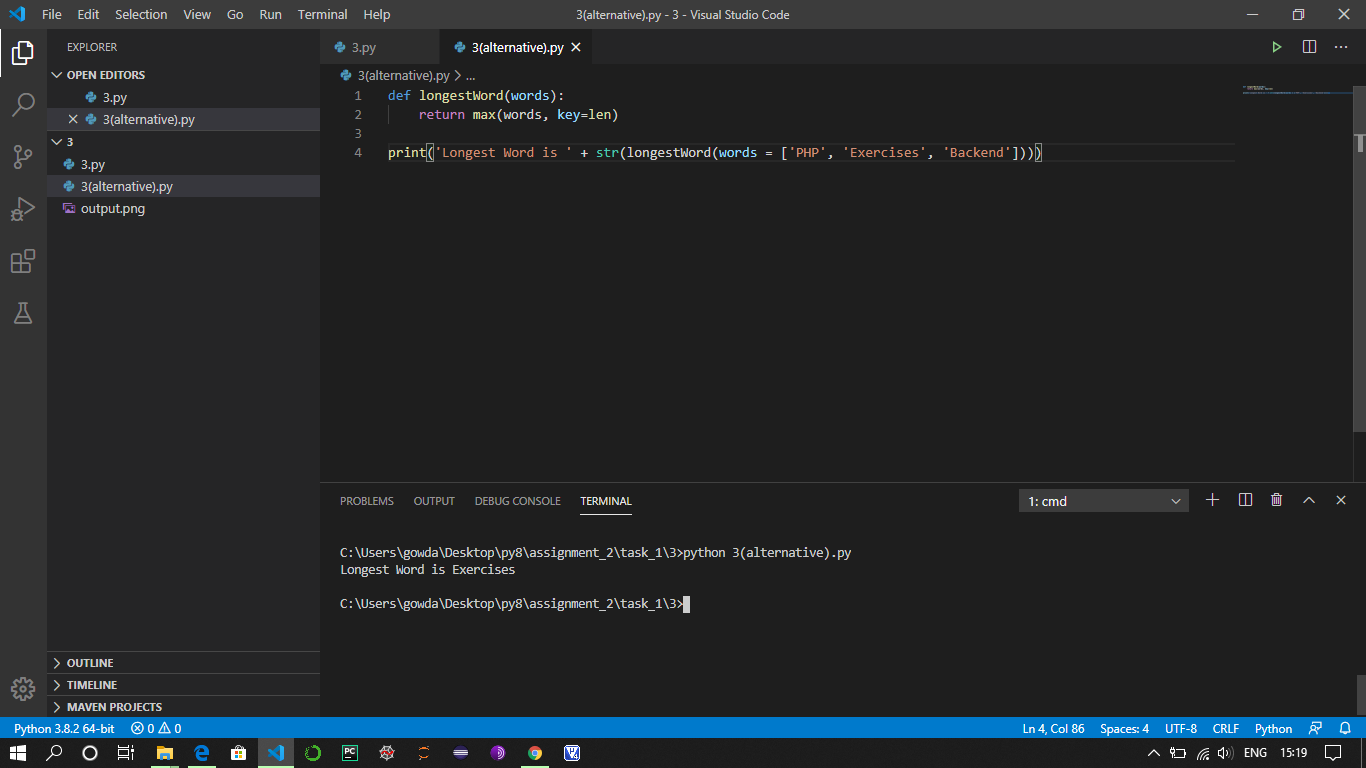 File Edit Selection View Go Run Terminal Help 3(alternative).py - 3 - Visual Studio Code
EXPLORER
OPEN EDITORS
3.py
3(alternative).py
3
3.py
3(alternative).py
output.png
OUTLINE
TIMELINE
MAVEN PROJECTS
3.py 3(alternative).py
3(alternative).py > ...
1 def longestWord(words):
2 return max(words, key=len)
3
4 print('Longest Word is ' + str(longestWord(words = ['PHP', 'Exercises', 'Backend'])))
PROBLEMS OUTPUT DEBUG CONSOLE TERMINAL 1: cmd
C:\Users\gowda\Desktop\py8\assignment_2\task_1\3>python 3(alternative).py
Longest Word is Exercises
C:\Users\gowda\Desktop\py8\assignment_2\task_1\3>
Python 3.8.2 64-bit 0 0 Ln 4, Col 86 Spaces: 4 UTF-8 CRLF Python
PC ENG 15:19